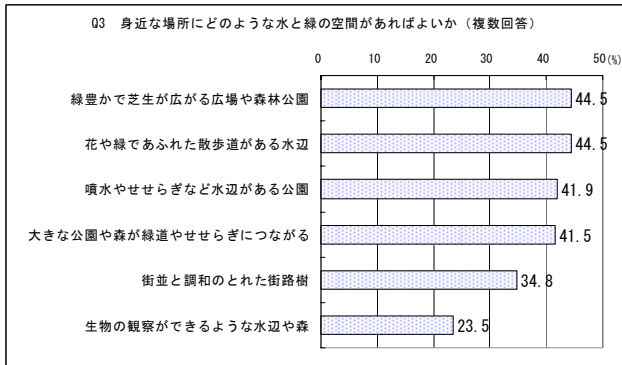 Q3 身近な場所にどのような水と緑の空間があればよいか（複数回答）
0 10 20 30 40 50(%)
緑豊かで芝生が広がる広場や森林公園 44.5
花や緑であふれた散歩道がある水辺 44.5
噴水やせせらぎなど水辺がある公園 41.9
大きな公園や森が緑道やせせらぎにつながる 41.5
街並と調和のとれた街路樹 34.8
生物の観察ができるような水辺や森 23.5